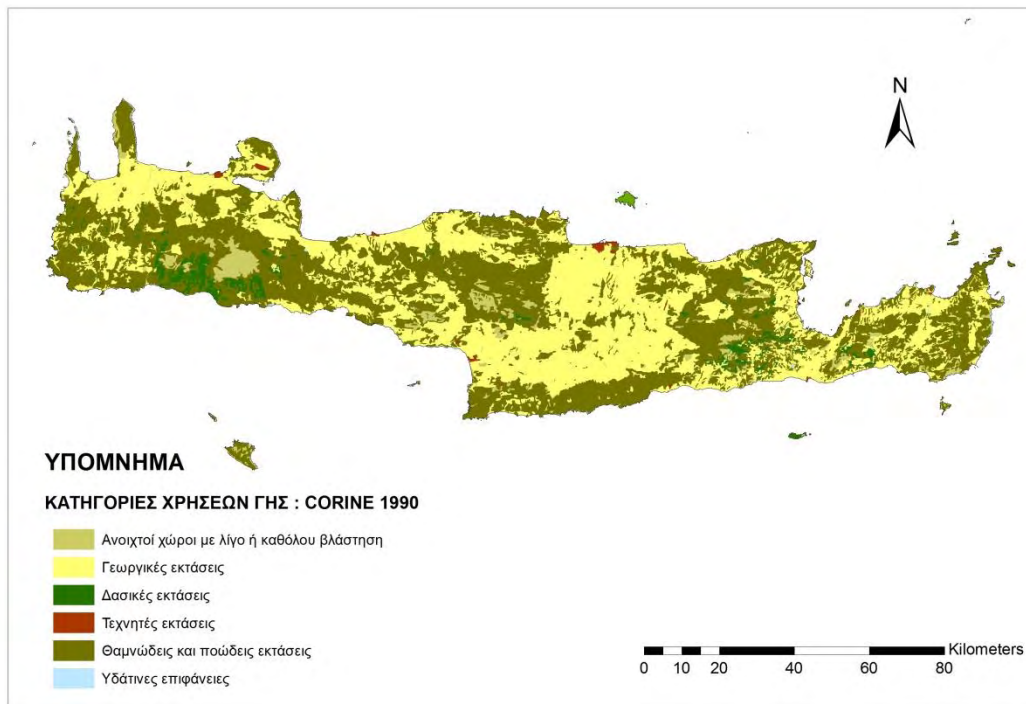 N
ΥΠΟΜΝΗΜΑ
ΚΑΤΗΓΟΡΙΕΣ ΧΡΗΣΕΩΝ ΓΗΣ : CORINE 1990
Ανοιχτοί χώροι με λίγο ή καθόλου βλάστηση
Γεωργικές εκτάσεις
Δασικές εκτάσεις
Τεχνητές εκτάσεις
Θαμνώδεις και ποώδεις εκτάσεις
Υδάτινες επιφάνειες
Kilometers
0 10 20 40 60 80